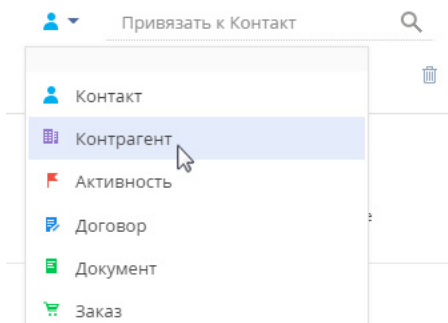 Привязать к Контакт
Контакт
Контрагент
Активность
Договор
Документ
Заказ